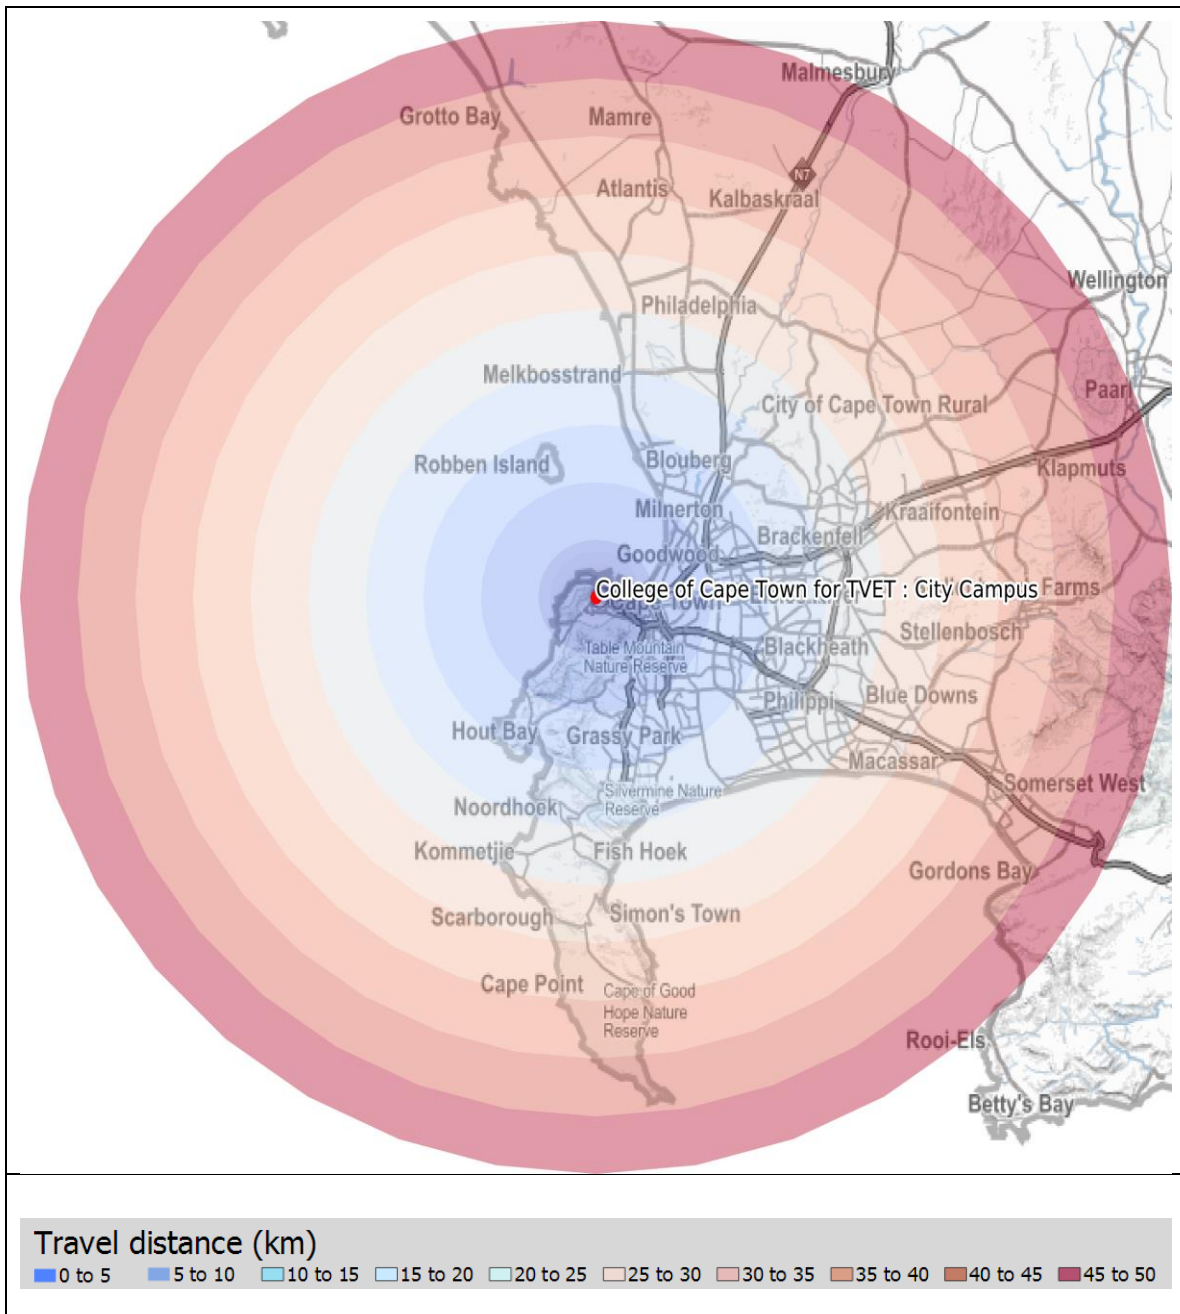 Malmesbury
Grotto Bay
Mamre
N7
Atlantis
Kalbaskraal
Wellington
Philadelphia
Melkbosstrand
Paarl
City of Cape Town Rural
Robben Island
Blouberg
Klapmuts
Milnerton
Kraaifontein
Brackenfell
Goodwood
College of Cape Town for TVET : City Campus
Farms
Cape Town
Stellenbosch
Table Mountain
Nature Reserve
Blackheath
Philippi
Blue Downs
Hout Bay
Grassy Park
Macassar
Somerset West
Silvermine Nature
Reserve
Noordhoek
Kommetjie
Fish Hoek
Gordons Bay
Scarborough
Simon's Town
Cape Point
Cape of Good
Hope Nature
Reserve
Rooi-Els
Betty's Bay
Travel distance (km)
0 to 5 5 to 10 10 to 15 15 to 20 20 to 25 25 to 30 30 to 35 35 to 40 40 to 45 45 to 50